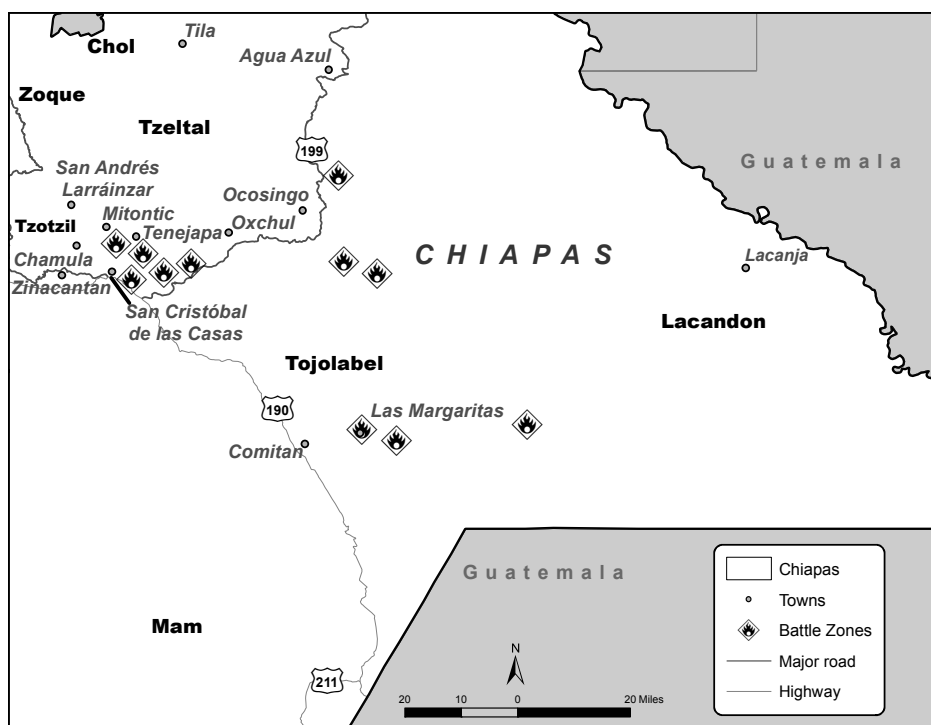 Chol
Tila
Agua Azul
Zoque
Tzeltal
199
Guatemala
San Andrés
Larráinzar
Ocosingo
Mitontic
Tzotzil
Tenejapa
Oxchul
CHIAPAS
Chamula
Lacanja
Zinacantán
San Cristóbal
de las Casas
Lacandon
Tojolabel
190
Las Margaritas
Comitan
Guatemala
Mam
211
N
20 10 0 20 Miles
Chiapas
Towns
Battle Zones
Major road
Highway